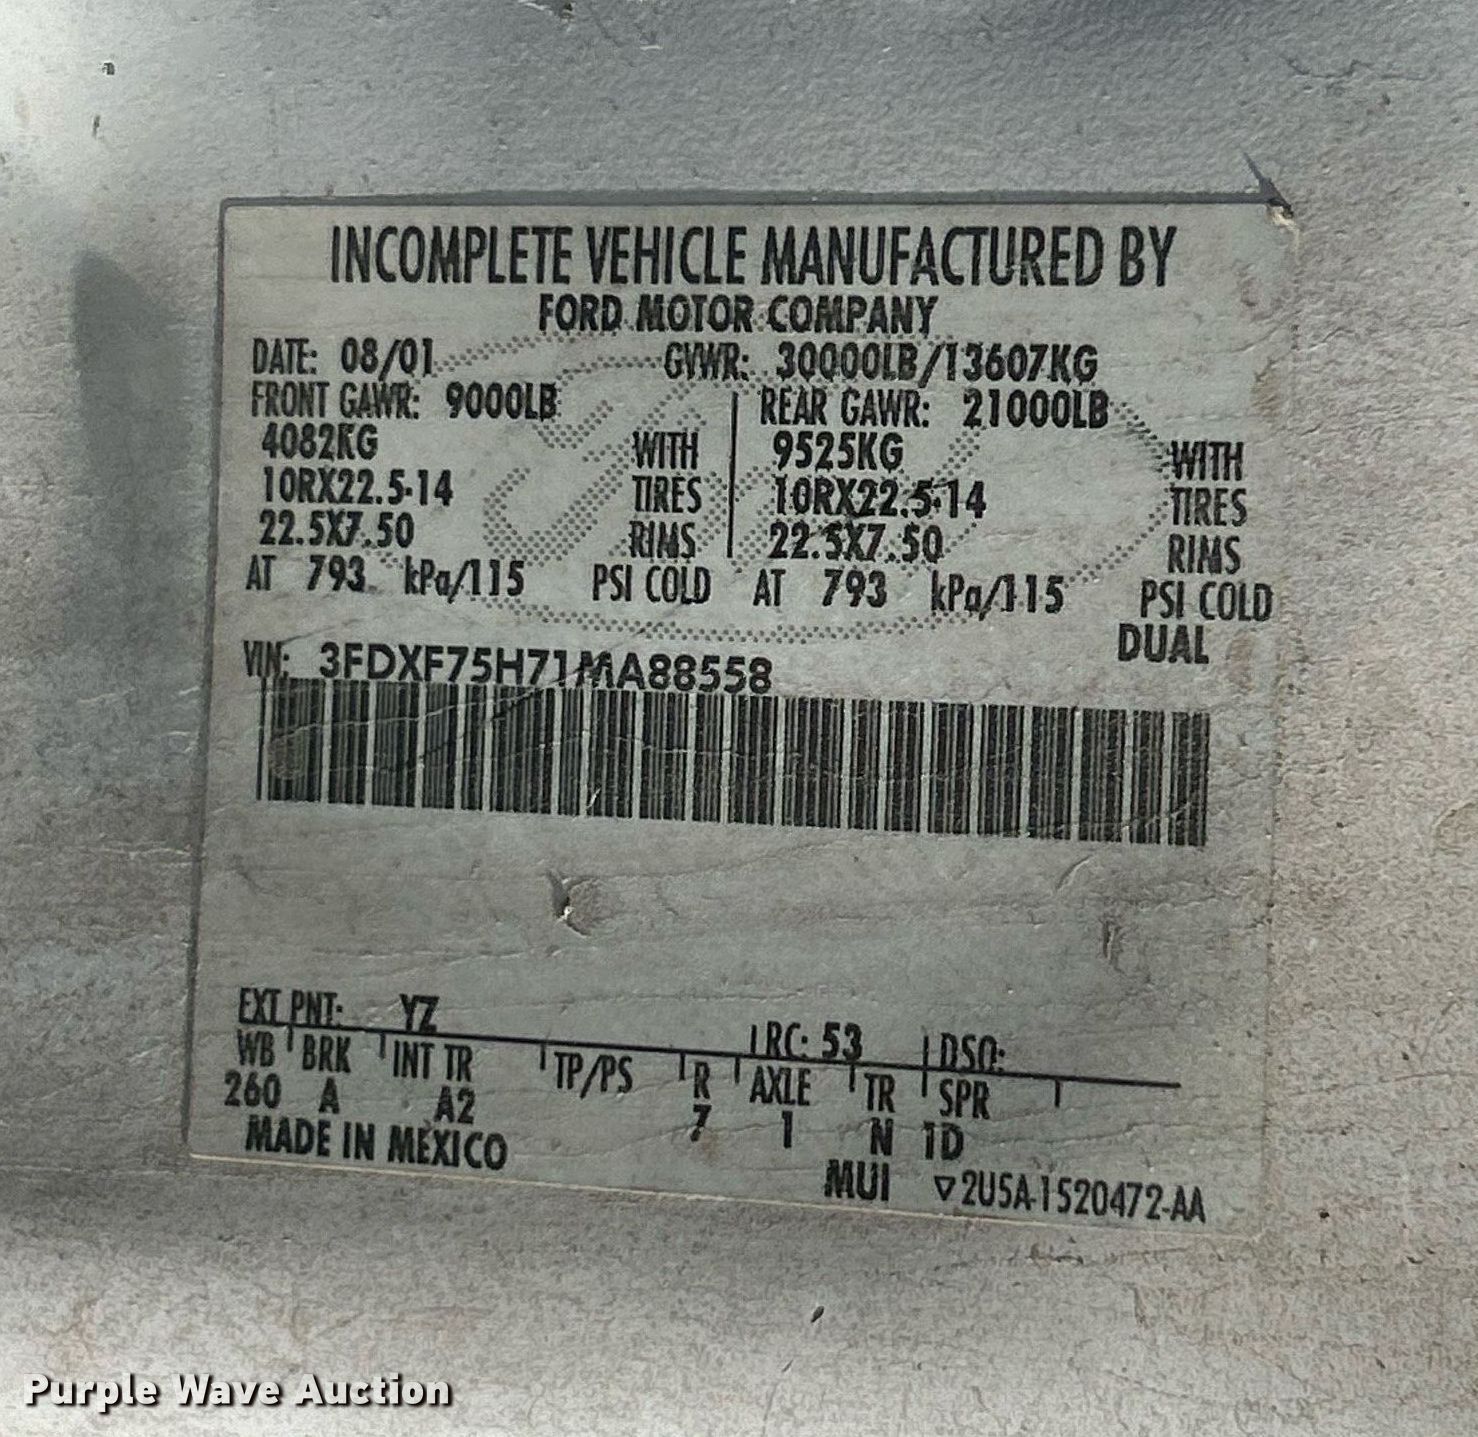 INCOMPLETE VEHICLE MANUFACTURED BY
FORD MOTOR COMPANY
DATE: 08/01 GVWR: 30000LB/13607KG
FRONT GAWR: 9000LB REAR GAWR: 21000LB
4082KG WITH 9525KG WITH
10RX22.5-14 TIRES 10RX22.5-14 TIRES
22.5X7.50 RIMS 22.5X7.50 RIMS
AT 793 kPa/115 PSI COLD AT 793 kPa/115 PSI COLD
DUAL
VIN: 3FDXF75H71MA88558
EXT PNT: YZ RC: 53 DSO:
WB BRK INT TR TP/PS R AXLE TR SPR
260 A A2 7 1 N 1D
MADE IN MEXICO
MUI ▽2U5A-1520472-AA
Purple Wave Auction